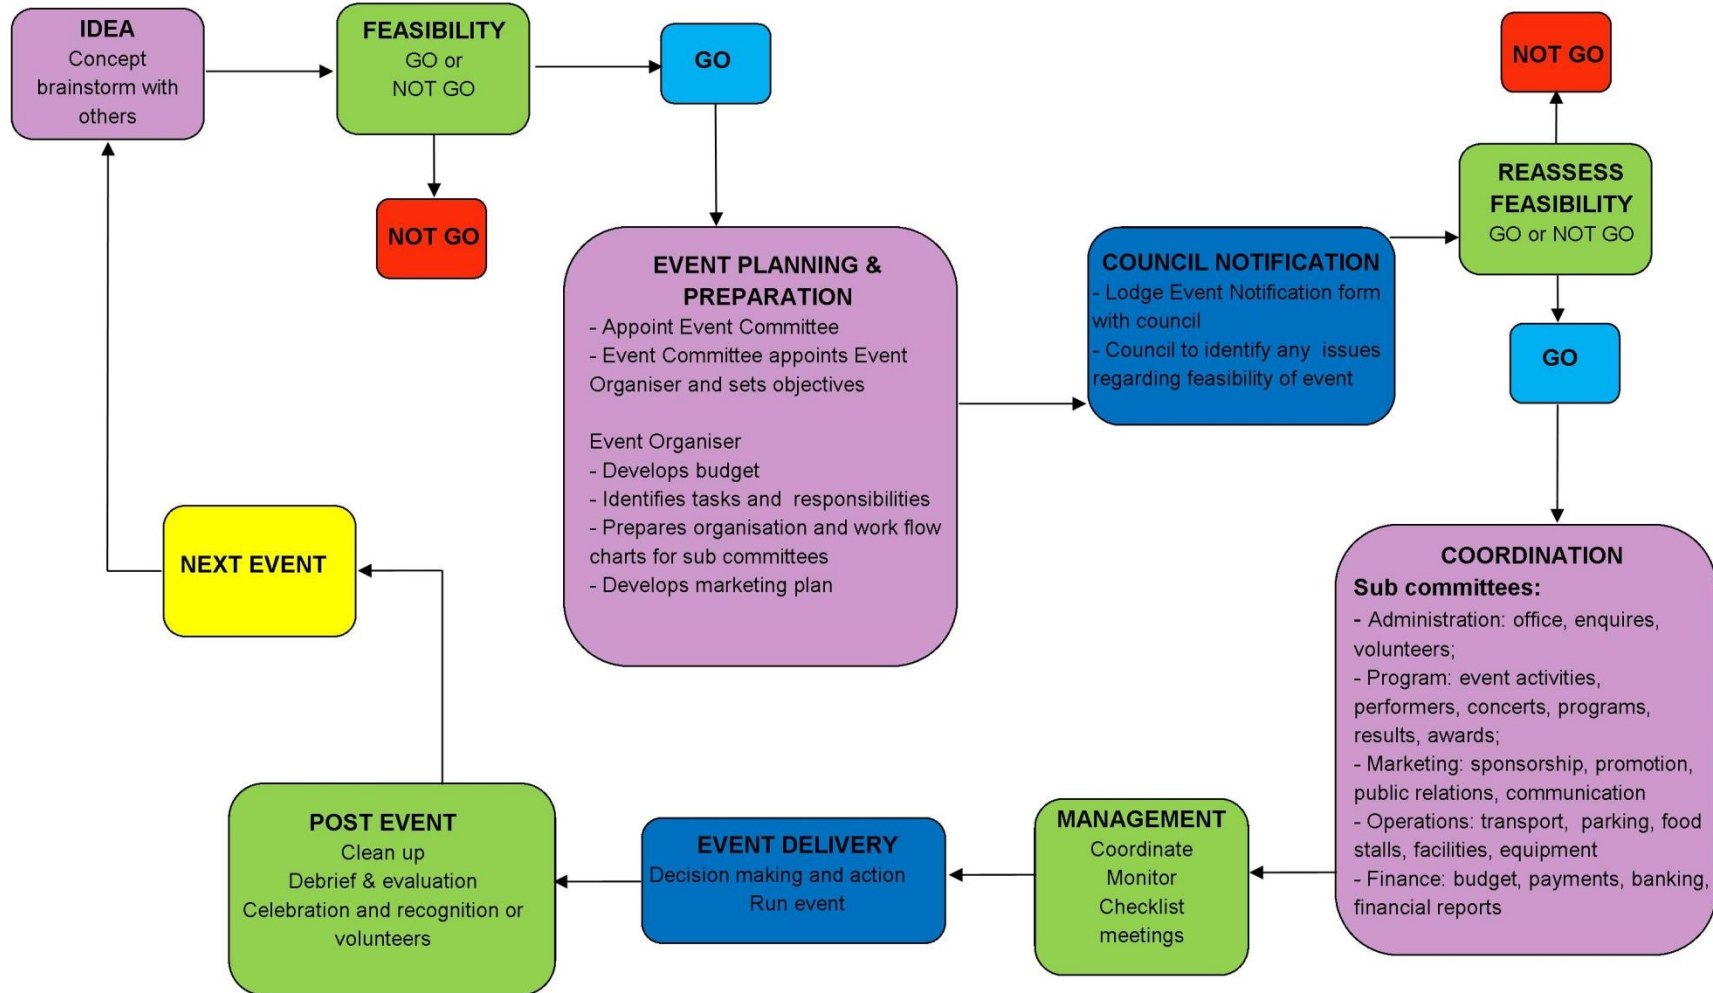 IDEA
Concept
brainstorm with
others
FEASIBILITY
GO or
NOT GO
GO
NOT GO
EVENT PLANNING &
PREPARATION
- Appoint Event Committee
- Event Committee appoints Event
Organiser and sets objectives
Event Organiser
- Develops budget
- Identifies tasks and responsibilities
- Prepares organisation and work flow
charts for sub committees
- Develops marketing plan
COUNCIL NOTIFICATION
- Lodge Event Notification form
with council
- Council to identify any issues
regarding feasibility of event
NOT GO
REASSESS
FEASIBILITY
GO or NOT GO
GO
COORDINATION
Sub committees:
- Administration: office, enquires,
volunteers;
- Program: event activities,
performers, concerts, programs,
results, awards;
- Marketing: sponsorship, promotion,
public relations, communication
- Operations: transport, parking, food
stalls, facilities, equipment
- Finance: budget, payments, banking,
financial reports
MANAGEMENT
Coordinate
Monitor
Checklist
meetings
EVENT DELIVERY
Decision making and action
Run event
POST EVENT
Clean up
Debrief & evaluation
Celebration and recognition or
volunteers
NEXT EVENT